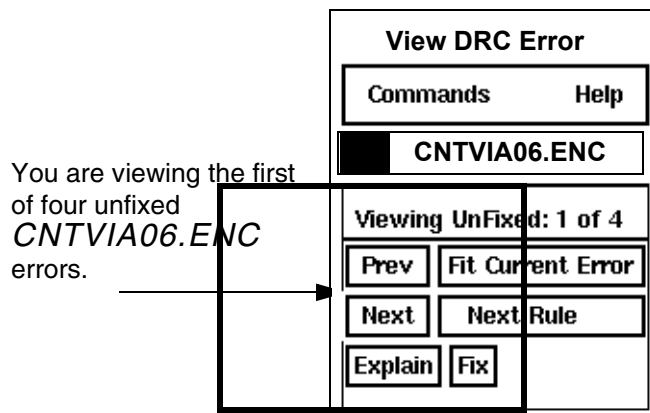 View DRC Error
Commands Help
CNTVIA06.ENC
You are viewing the first
of four unfixed
CNTVIA06.ENC
errors.
Viewing UnFixed: 1 of 4
Prev Fit Current Error
Next Next Rule
Explain Fix